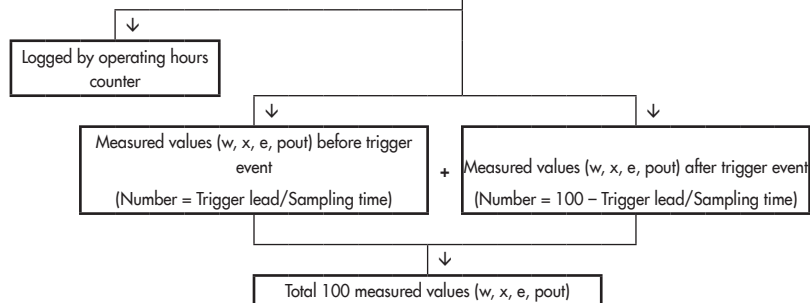 Logged by operating hours
counter
Measured values (w, x, e, pout) before trigger
event
(Number = Trigger lead/Sampling time)
+
Measured values (w, x, e, pout) after trigger event
(Number = 100 – Trigger lead/Sampling time)
Total 100 measured values (w, x, e, pout)